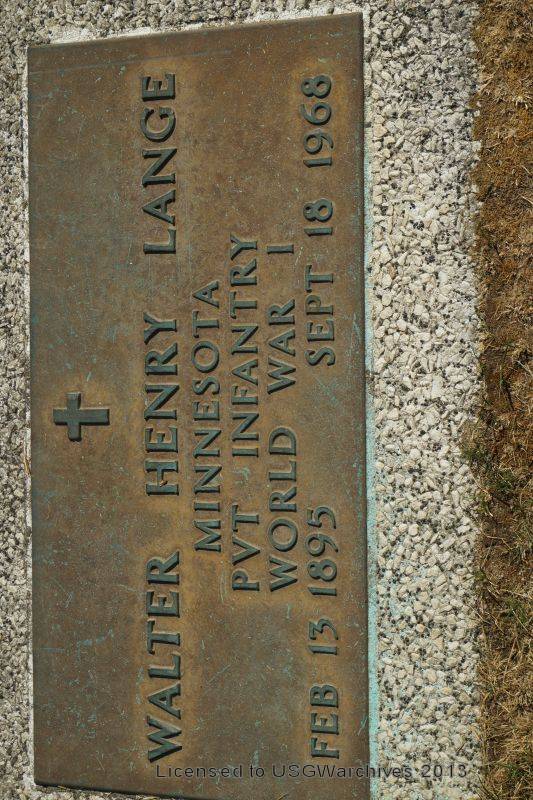 WALTER HENRY LANGE
MINNESOTA
PVT INFANTRY
WORLD WAR I
FEB 13 1895 SEPT 18 1968
Licensed to USGWarchives 2013